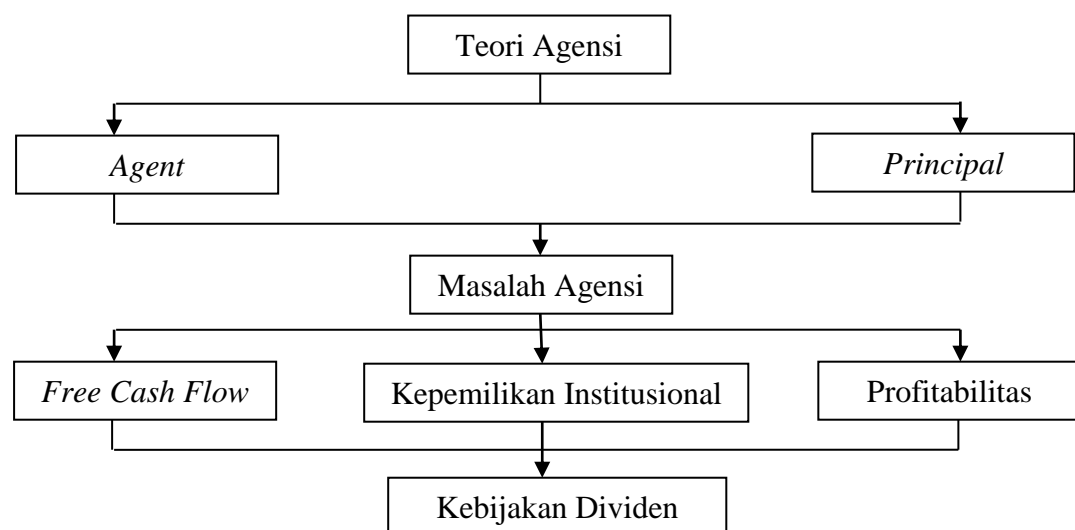 Teori Agensi
Agent
Principal
Masalah Agensi
Free Cash Flow
Kepemilikan Institusional
Profitabilitas
Kebijakan Dividen